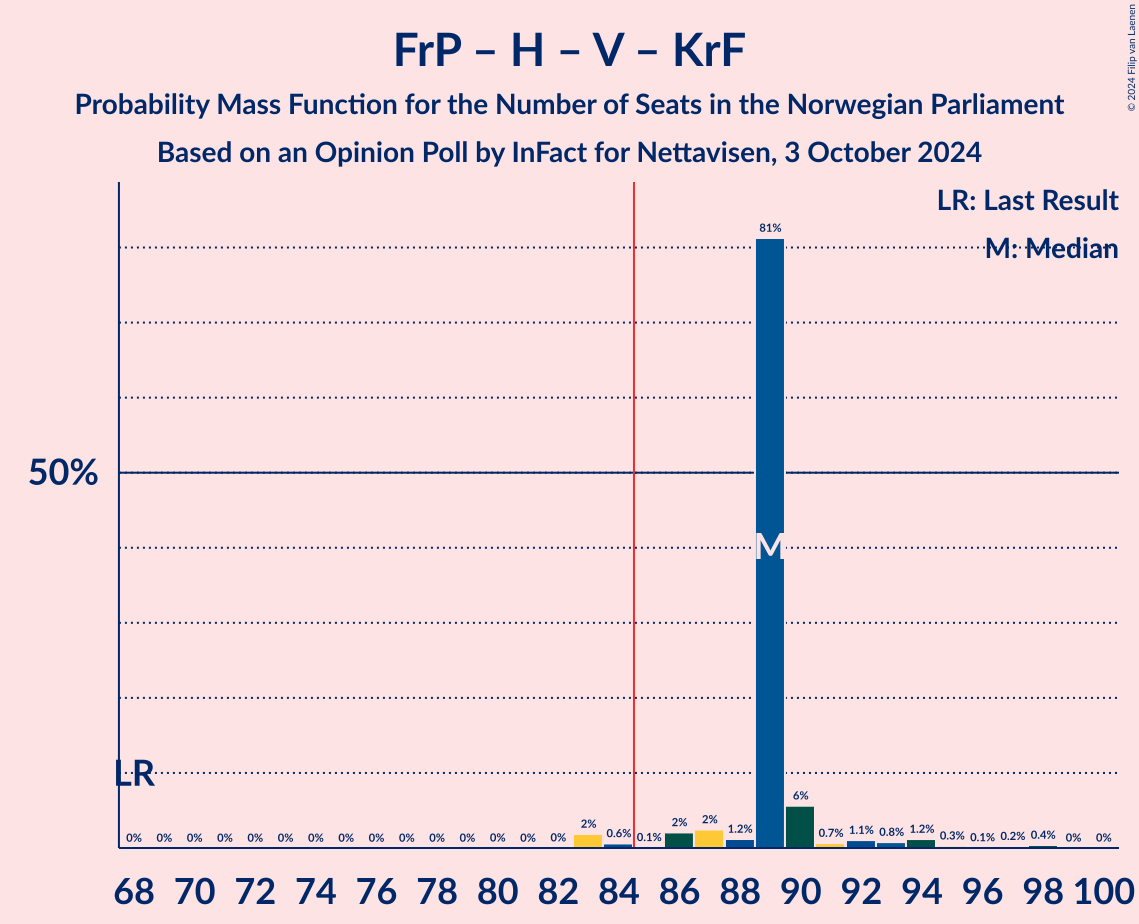 FrP – H – V – KrF
Probability Mass Function for the Number of Seats in the Norwegian Parliament
Based on an Opinion Poll by InFact for Nettavisen, 3 October 2024
© 2024 Filip van Laenen
LR: Last Result
M: Median
81%
50%
M
LR
6%
0% 0% 0% 0% 0% 0% 0% 0% 0% 0% 0% 0% 0% 0% 0% 2% 0.6% 0.1% 2% 2% 1.2% 0.7% 1.1% 0.8% 1.2% 0.3% 0.1% 0.2% 0.4% 0% 0%
68 70 72 74 76 78 80 82 84 86 88 90 92 94 96 98 100